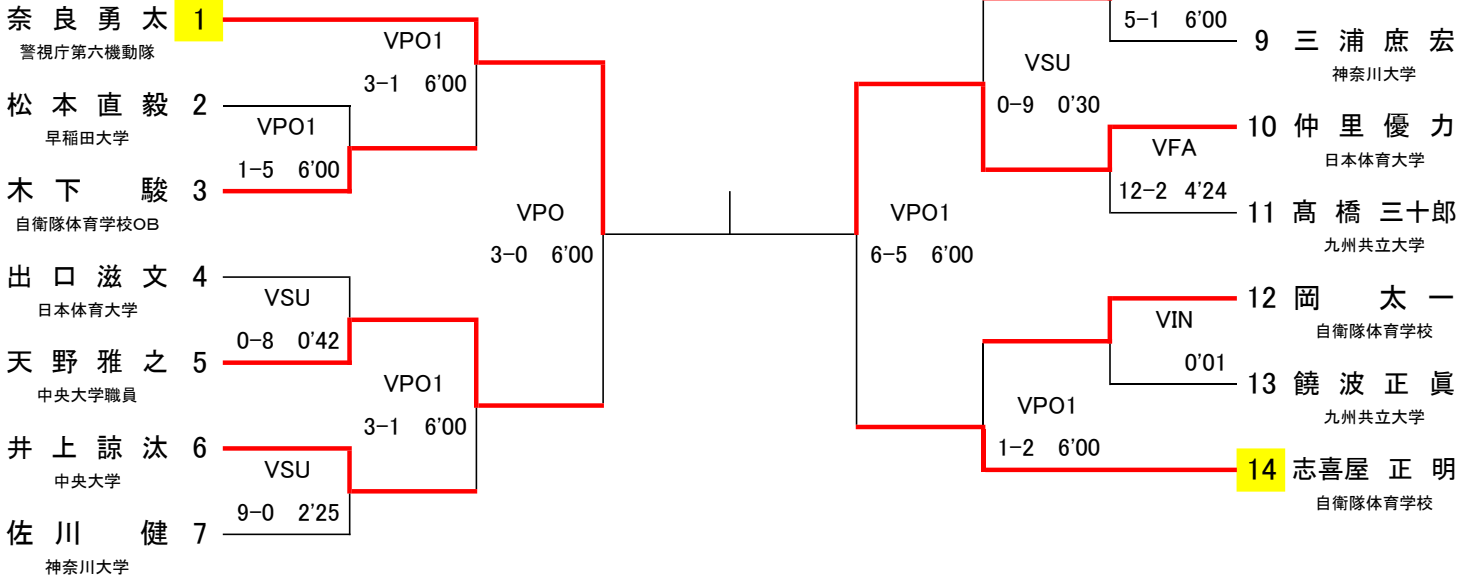 奈良勇太 1
警視庁第六機動隊
VPO1
3-1 6'00
松本直毅 2
早稲田大学
VPO1
1-5 6'00
木下 駿 3
自衛隊体育学校OB
VPO
3-0 6'00
出口滋文 4
日本体育大学
VSU
0-8 0'42
天野雅之 5
中央大学職員
VPO1
3-1 6'00
井上諒汰 6
中央大学
VSU
9-0 2'25
佐川 健 7
神奈川大学
5-1 6'00
9 三浦庶宏
神奈川大学
VSU
0-9 0'30
10 仲里優力
日本体育大学
VFA
12-2 4'24
11 髙橋三十郎
九州共立大学
VPO1
6-5 6'00
12 岡 太一
自衛隊体育学校
VIN
0'01
13 饒波正眞
九州共立大学
VPO1
1-2 6'00
14 志喜屋正明
自衛隊体育学校